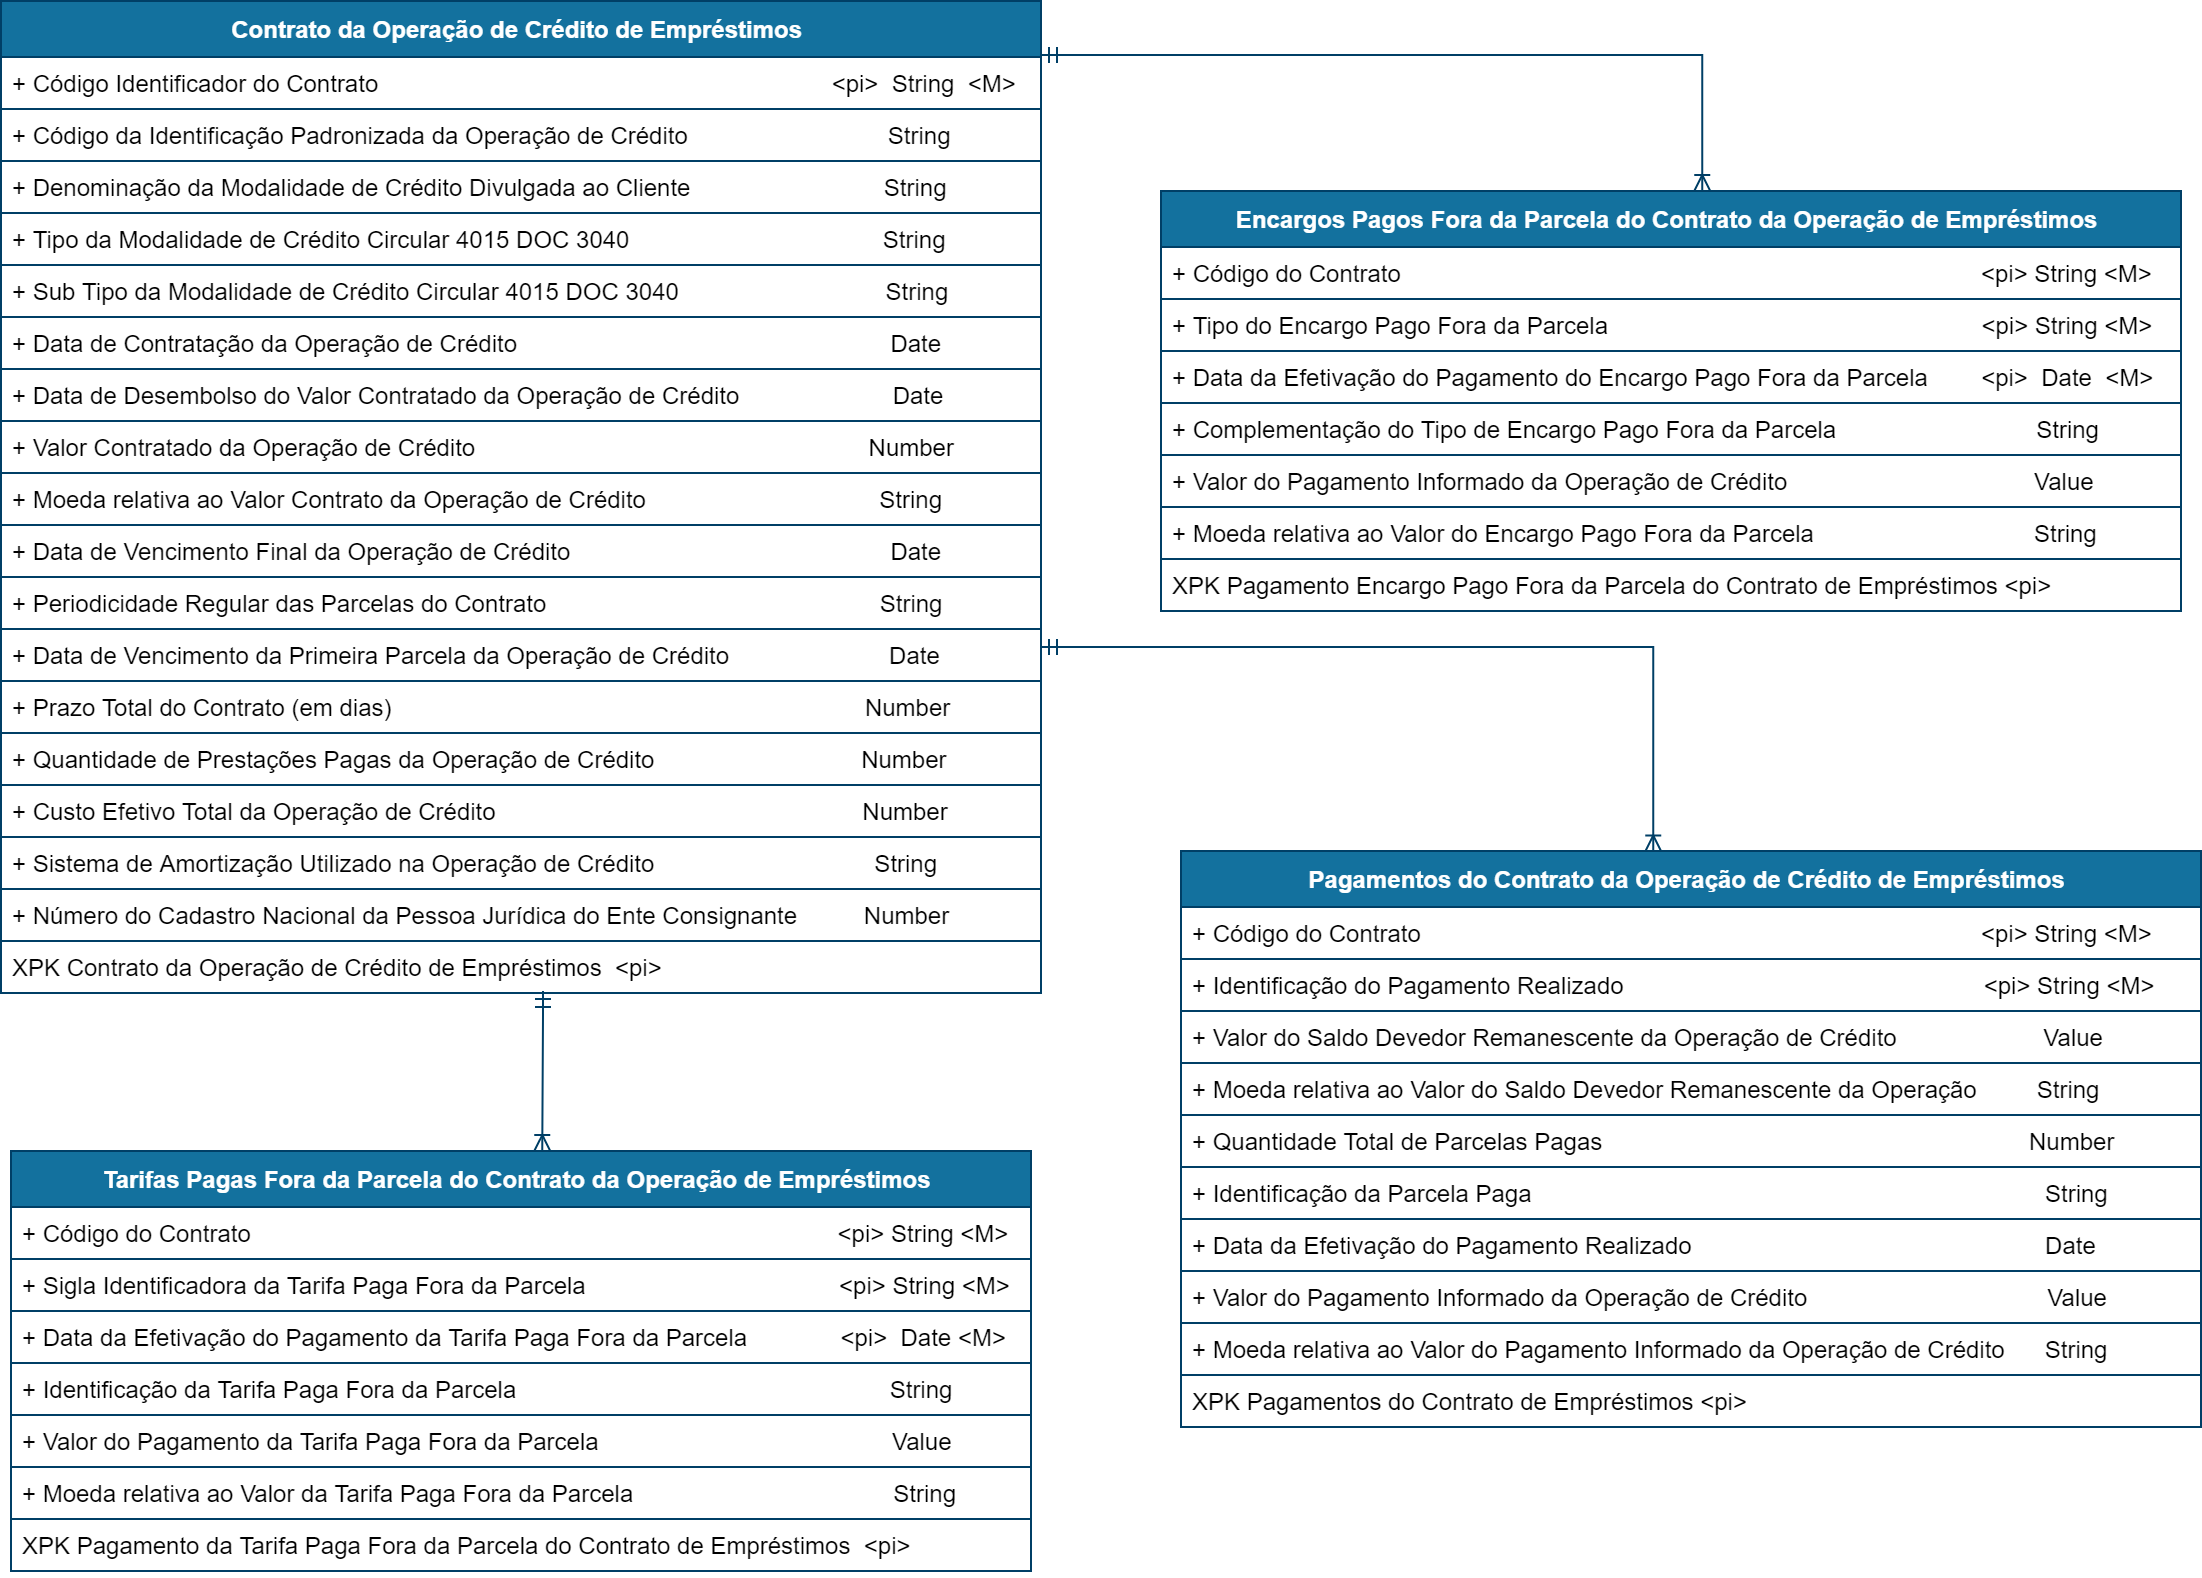 Contrato da Operação de Crédito de Empréstimos
+ Código Identificador do Contrato <pi> String <M>
+ Código da Identificação Padronizada da Operação de Crédito String
+ Denominação da Modalidade de Crédito Divulgada ao Cliente String
+ Tipo da Modalidade de Crédito Circular 4015 DOC 3040 String
+ Sub Tipo da Modalidade de Crédito Circular 4015 DOC 3040 String
+ Data de Contratação da Operação de Crédito Date
+ Data de Desembolso do Valor Contratado da Operação de Crédito Date
+ Valor Contratado da Operação de Crédito Number
+ Moeda relativa ao Valor Contrato da Operação de Crédito String
+ Data de Vencimento Final da Operação de Crédito Date
+ Periodicidade Regular das Parcelas do Contrato String
+ Data de Vencimento da Primeira Parcela da Operação de Crédito Date
+ Prazo Total do Contrato (em dias) Number
+ Quantidade de Prestações Pagas da Operação de Crédito Number
+ Custo Efetivo Total da Operação de Crédito Number
+ Sistema de Amortização Utilizado na Operação de Crédito String
+ Número do Cadastro Nacional da Pessoa Jurídica do Ente Consignante Number
XPK Contrato da Operação de Crédito de Empréstimos <pi>
Encargos Pagos Fora da Parcela do Contrato da Operação de Empréstimos
+ Código do Contrato <pi> String <M>
+ Tipo do Encargo Pago Fora da Parcela <pi> String <M>
+ Data da Efetivação do Pagamento do Encargo Pago Fora da Parcela <pi> Date <M>
+ Complementação do Tipo de Encargo Pago Fora da Parcela String
+ Valor do Pagamento Informado da Operação de Crédito Value
+ Moeda relativa ao Valor do Encargo Pago Fora da Parcela String
XPK Pagamento Encargo Pago Fora da Parcela do Contrato de Empréstimos <pi>
Pagamentos do Contrato da Operação de Crédito de Empréstimos
+ Código do Contrato <pi> String <M>
+ Identificação do Pagamento Realizado <pi> String <M>
+ Valor do Saldo Devedor Remanescente da Operação de Crédito Value
+ Moeda relativa ao Valor do Saldo Devedor Remanescente da Operação String
+ Quantidade Total de Parcelas Pagas Number
+ Identificação da Parcela Paga String
+ Data da Efetivação do Pagamento Realizado Date
+ Valor do Pagamento Informado da Operação de Crédito Value
+ Moeda relativa ao Valor do Pagamento Informado da Operação de Crédito String
XPK Pagamentos do Contrato de Empréstimos <pi>
Tarifas Pagas Fora da Parcela do Contrato da Operação de Empréstimos
+ Código do Contrato <pi> String <M>
+ Sigla Identificadora da Tarifa Paga Fora da Parcela <pi> String <M>
+ Data da Efetivação do Pagamento da Tarifa Paga Fora da Parcela <pi> Date <M>
+ Identificação da Tarifa Paga Fora da Parcela String
+ Valor do Pagamento da Tarifa Paga Fora da Parcela Value
+ Moeda relativa ao Valor da Tarifa Paga Fora da Parcela String
XPK Pagamento da Tarifa Paga Fora da Parcela do Contrato de Empréstimos <pi>